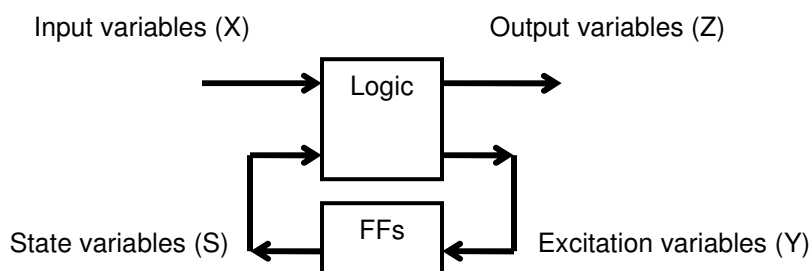 Input variables (X)
Output variables (Z)
Logic
FFs
State variables (S)
Excitation variables (Y)